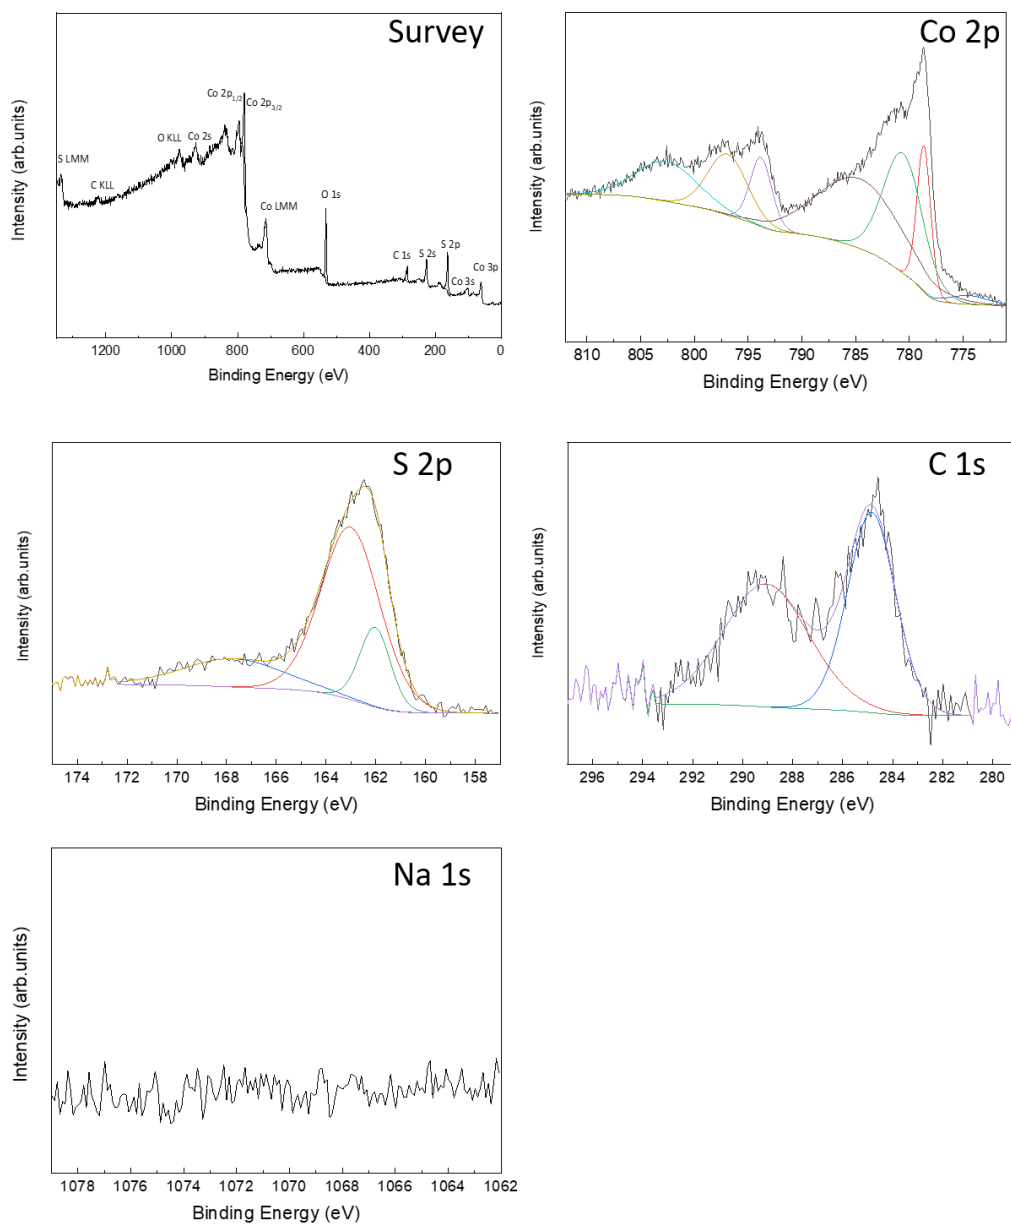 Survey
Intensity (arb.units)
S LMM
C KLL
O KLL
Co 2s
Co 2p1/2
Co 2p3/2
Co LMM
O 1s
C 1s
S 2s
S 2p
Co 3s
Co 3p
1200 1000 800 600 400 200 0
Binding Energy (eV)
Co 2p
Intensity (arb.units)
810 805 800 795 790 785 780 775
Binding Energy (eV)
S 2p
Intensity (arb.units)
174 172 170 168 166 164 162 160 158
Binding Energy (eV)
C 1s
Intensity (arb.units)
296 294 292 290 288 286 284 282 280
Binding Energy (eV)
Na 1s
Intensity (arb.units)
1078 1076 1074 1072 1070 1068 1066 1064 1062
Binding Energy (eV)